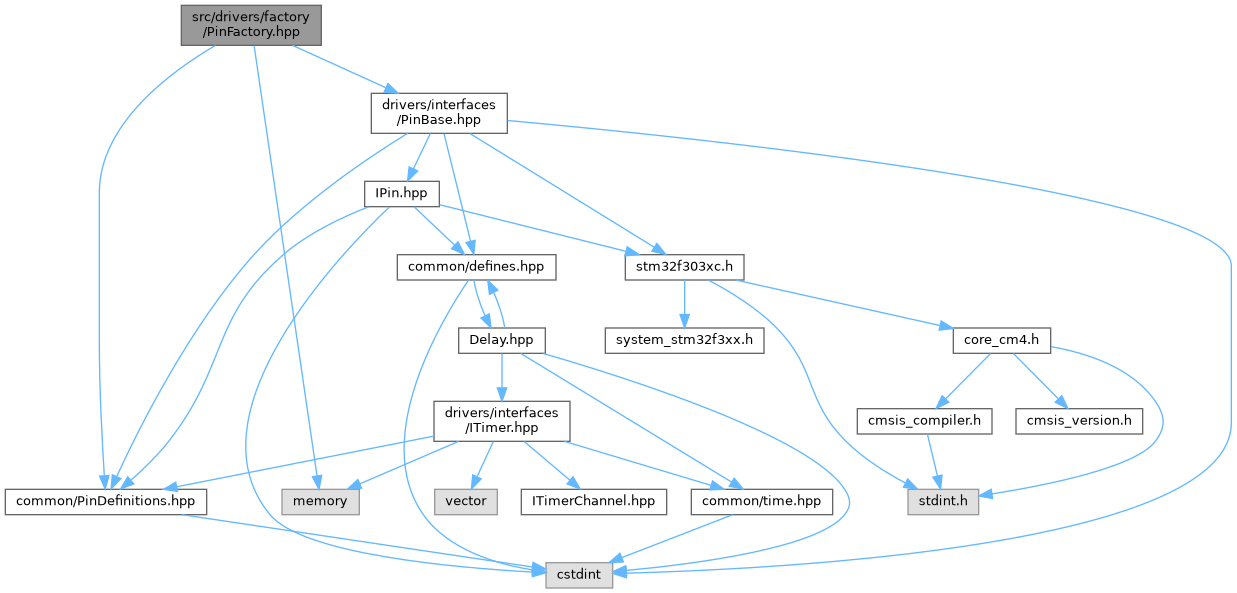 src/drivers/factory
/PinFactory.hpp
drivers/interfaces
/PinBase.hpp
IPin.hpp
common/defines.hpp
stm32f303xc.h
Delay.hpp
system_stm32f3xx.h
core_cm4.h
drivers/interfaces
/ITimer.hpp
cmsis_compiler.h
cmsis_version.h
common/PinDefinitions.hpp
memory
vector
ITimerChannel.hpp
common/time.hpp
stdint.h
cstdint